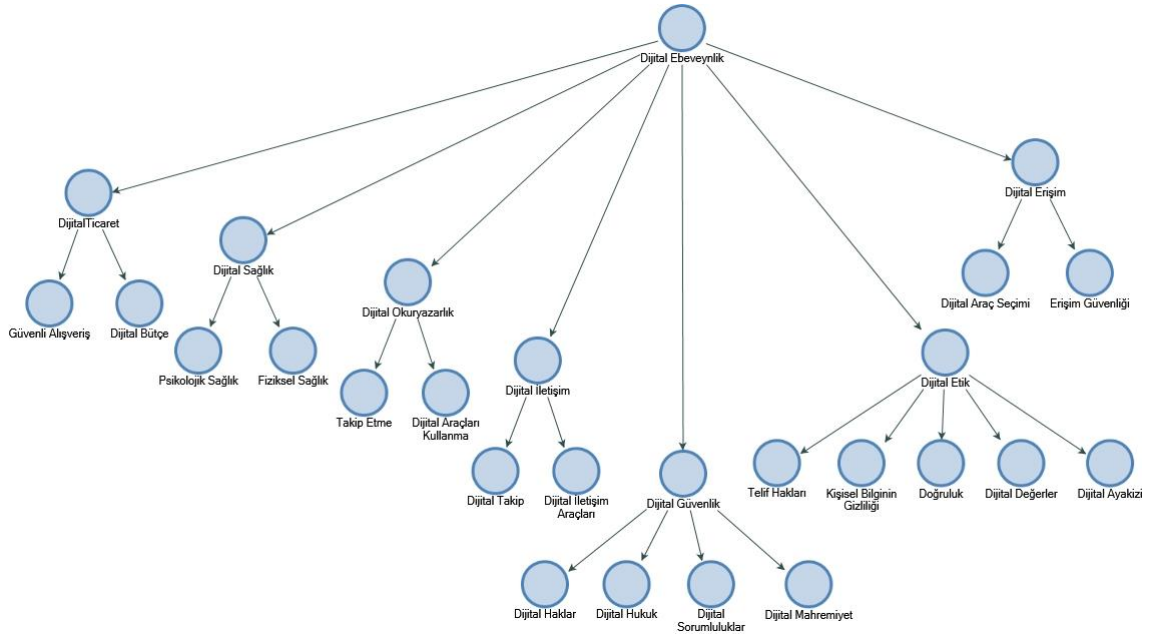 Dijital Ebeveynlik
DijitalTicaret
Güvenli Alışveriş
Dijital Bütçe
Dijital Sağlık
Psikolojik Sağlık
Fiziksel Sağlık
Dijital Okuryazarlık
Takip Etme
Dijital Araçları
Kullanma
Dijital İletişim
Dijital Takip
Dijital İletişim
Araçları
Dijital Güvenlik
Dijital Haklar
Dijital Hukuk
Dijital
Sorumluluklar
Dijital Mahremiyet
Dijital Etik
Telif Hakları
Kişisel Bilginin
Gizliliği
Doğruluk
Dijital Değerler
Dijital Ayakizi
Dijital Erişim
Dijital Araç Seçimi
Erişim Güvenliği